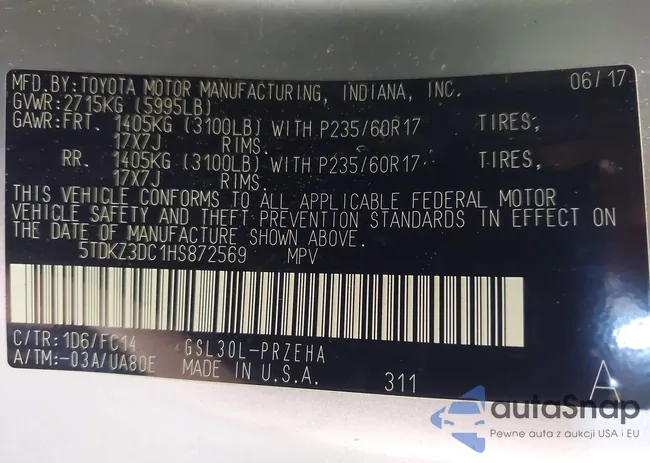 MFD.BY:TOYOTA MOTOR MANUFACTURING, INDIANA, INC. 06/17
GVWR:2715KG (5995LB)
GAWR:FRT. 1405KG (3100LB) WITH P235/60R17 TIRES,
17X7J RIMS.
RR. 1405KG (3100LB) WITH P235/60R17 TIRES,
17X7J RIMS.
THIS VEHICLE CONFORMS TO ALL APPLICABLE FEDERAL MOTOR
VEHICLE SAFETY AND THEFT PREVENTION STANDARDS IN EFFECT ON
THE DATE OF MANUFACTURE SHOWN ABOVE.
5TDKZ3DC1HS872569 MPV
C/TR:1D6/FC14 GSL30L-PRZEHA
A/TM:-03A/UA80E MADE IN U.S.A. 311 A
autoSnap
Pewne auta z aukcji USA i EU